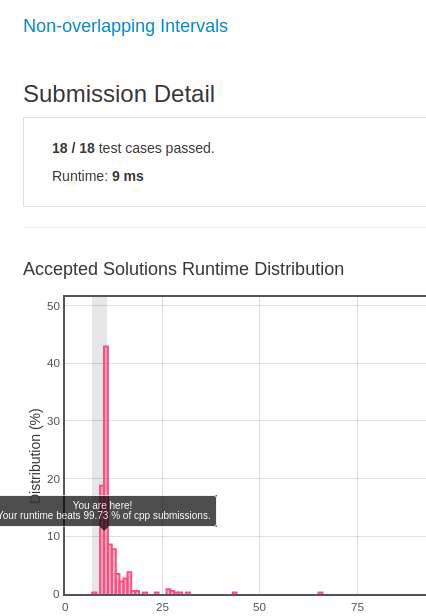 Non-overlapping Intervals
Submission Detail
18 / 18 test cases passed.
Runtime: 9 ms
Accepted Solutions Runtime Distribution
50
40
30
20
10
0
Distribution (%)
You are here!
Your runtime beats 99.73 % of cpp submissions.
0 25 50 75